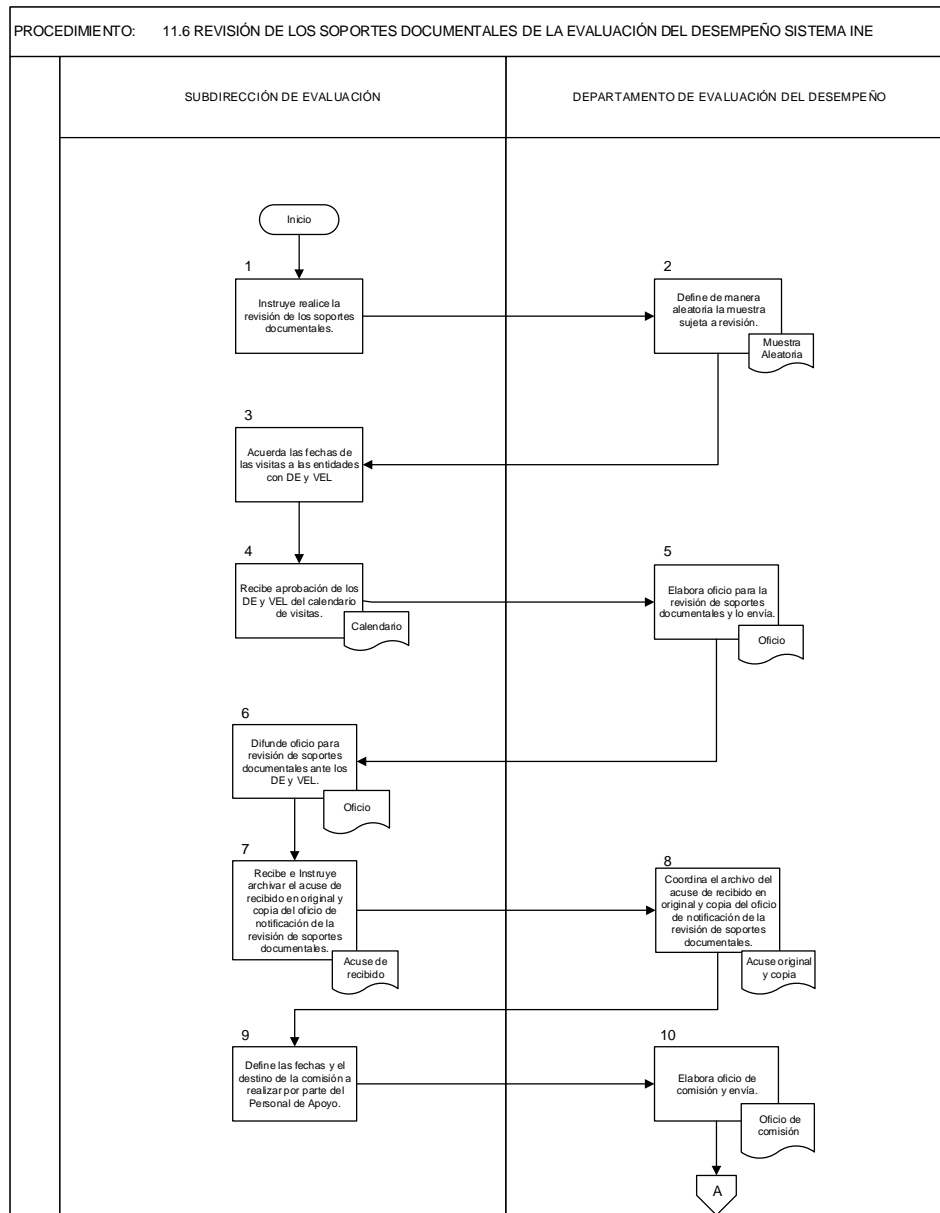 PROCEDIMIENTO: 11.6 REVISIÓN DE LOS SOPORTES DOCUMENTALES DE LA EVALUACIÓN DEL DESEMPEÑO SISTEMA INE
SUBDIRECCIÓN DE EVALUACIÓN
DEPARTAMENTO DE EVALUACIÓN DEL DESEMPEÑO
Inicio
1
Instruye realice la
revisión de los soportes
documentales.
2
Define de manera
aleatoria la muestra
sujeta a revisión.
Muestra
Aleatoria
3
Acuerda las fechas de
las visitas a las entidades
con DE y VEL
4
Recibe aprobación de los
DE y VEL del calendario
de visitas.
Calendario
5
Elabora oficio para la
revisión de soportes
documentales y lo envía.
Oficio
6
Difunde oficio para
revisión de soportes
documentales ante los
DE y VEL.
Oficio
7
Recibe e Instruye
archivar el acuse de
recibido en original y
copia del oficio de
notificación de la
revisión de soportes
documentales.
Acuse de
recibido
8
Coordina el archivo del
acuse de recibido en
original y copia del oficio
de notificación de la
revisión de soportes
documentales.
Acuse original
y copia
9
Define las fechas y el
destino de la comisión a
realizar por parte del
Personal de Apoyo.
10
Elabora oficio de
comisión y envía.
Oficio de
comisión
A